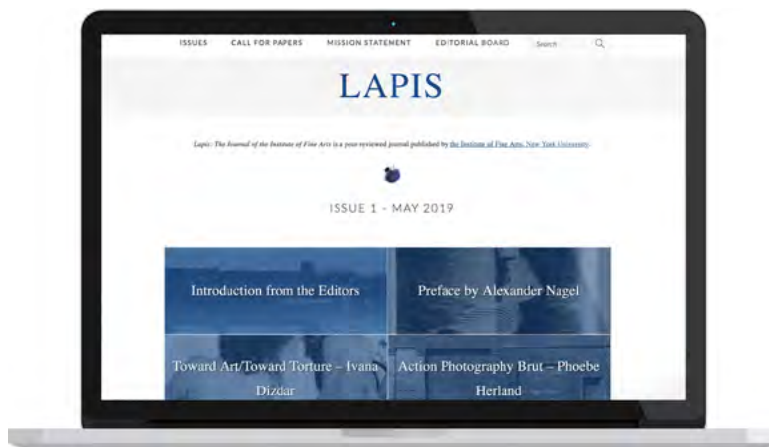 ISSUES CALL FOR PAPERS MISSION STATEMENT EDITORIAL BOARD Search
LAPIS
Lapis: The Journal of the Institute of Fine Arts is a peer-reviewed journal published by the Institute of Fine Arts, New York University.
ISSUE 1 - MAY 2019
Introduction from the Editors
Preface by Alexander Nagel
Toward Art/Toward Torture – Ivana
Dizdar
Action Photography Brut – Phoebe
Herland